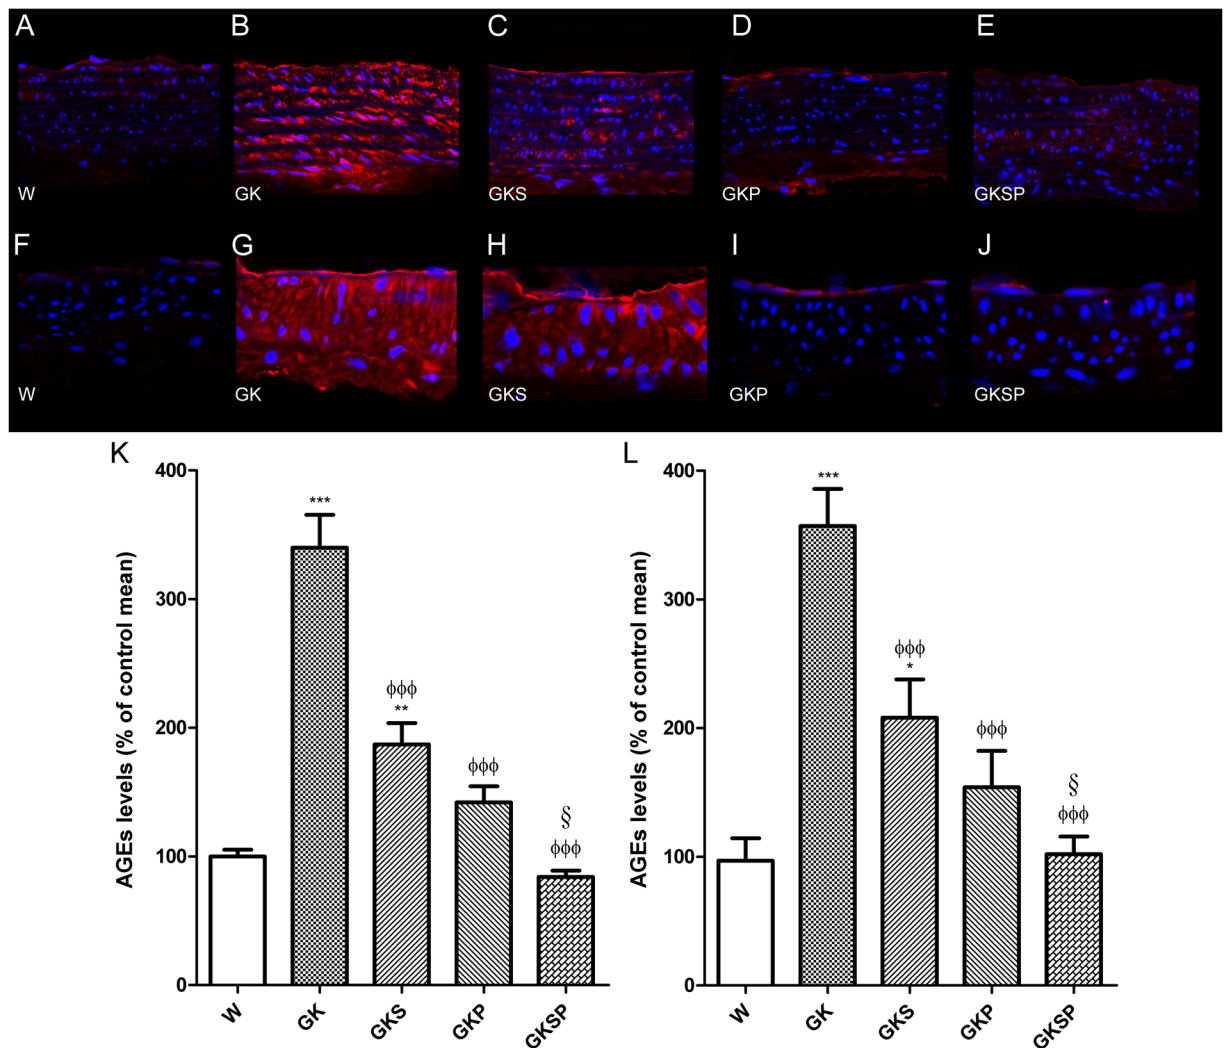 A B C D E
W GK GKS GKP GKSP
F G H I J
W GK GKS GKP GKSP
K
AGEs levels (% of control mean)
400
300
200
100
0
***
ϕϕϕ
**
ϕϕϕ
§
ϕϕϕ
W GK GKS GKP GKSP
L
AGEs levels (% of control mean)
400
300
200
100
0
***
ϕϕϕ
*
ϕϕϕ
§
ϕϕϕ
W GK GKS GKP GKSP